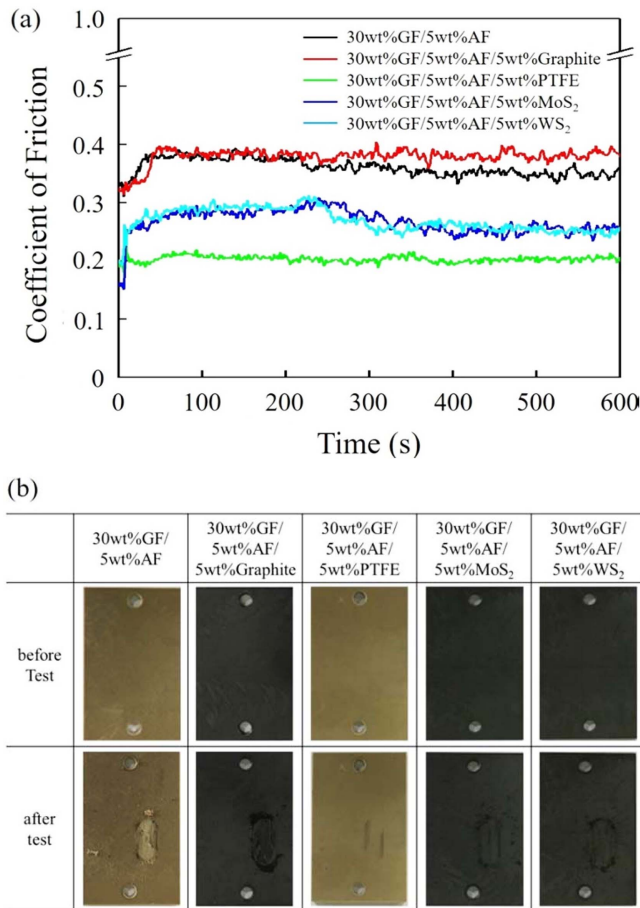 (a)
1.0
0.5
0.4
0.3
0.2
0.1
0
Coefficient of Friction
30wt%GF/5wt%AF
30wt%GF/5wt%AF/5wt%Graphite
30wt%GF/5wt%AF/5wt%PTFE
30wt%GF/5wt%AF/5wt%MoS₂
30wt%GF/5wt%AF/5wt%WS₂
0 100 200 300 400 500 600
Time (s)
(b)
30wt%GF/
5wt%AF
30wt%GF/
5wt%AF/
5wt%Graphite
30wt%GF/
5wt%AF/
5wt%PTFE
30wt%GF/
5wt%AF/
5wt%MoS₂
30wt%GF/
5wt%AF/
5wt%WS₂
before
Test
after
test